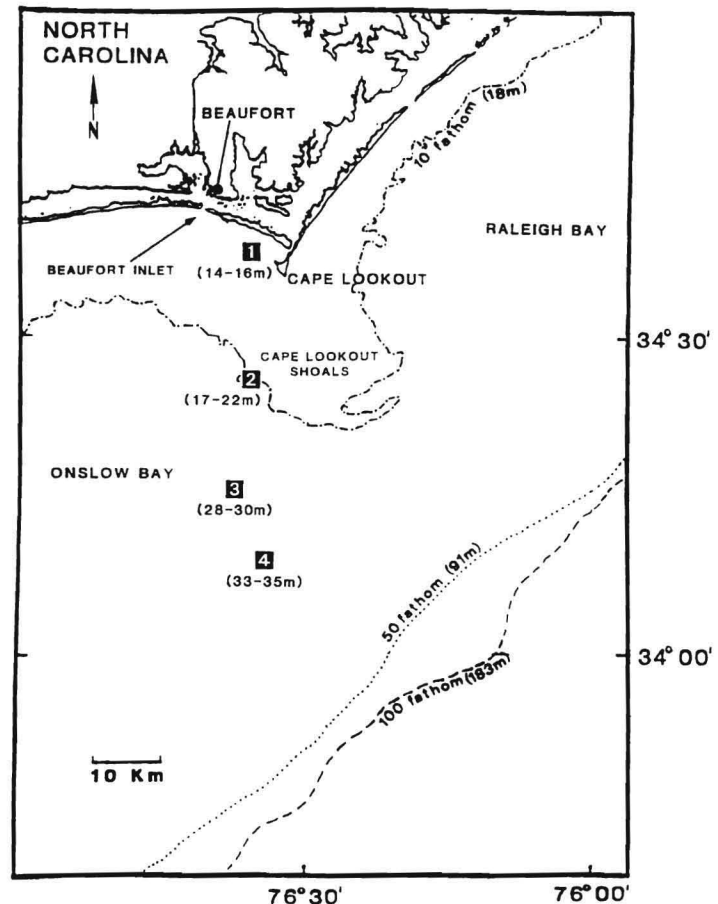 NORTH
CAROLINA
N
BEAUFORT
10 fathom (18m)
RALEIGH BAY
1
(14-16m)
BEAUFORT INLET
CAPE LOOKOUT
34°30'
CAPE LOOKOUT
SHOALS
2
(17-22m)
ONSLOW BAY
3
(28-30m)
4
(33-35m)
50 fathom (91m)
34°00'
100 fathom (183m)
10 Km
76°30'
76°00'